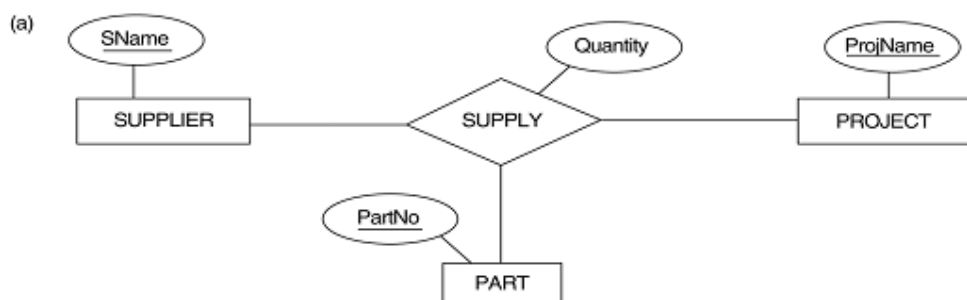 (a)
SName
Quantity
ProjName
SUPPLIER
SUPPLY
PROJECT
PartNo
PART